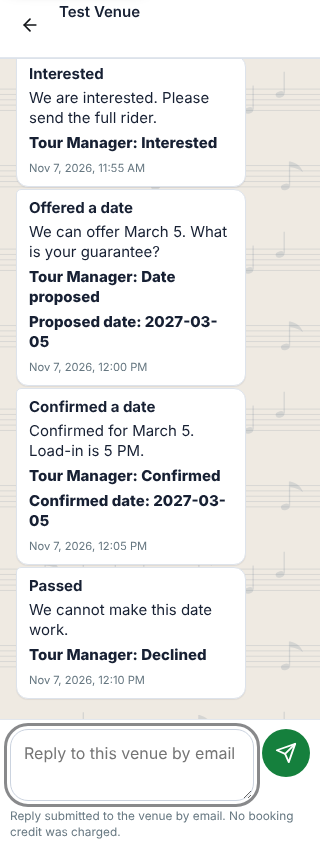 Test Venue
Interested
We are interested. Please
send the full rider.
Tour Manager: Interested
Nov 7, 2026, 11:55 AM
Offered a date
We can offer March 5. What
is your guarantee?
Tour Manager: Date
proposed
Proposed date: 2027-03-
05
Nov 7, 2026, 12:00 PM
Confirmed a date
Confirmed for March 5.
Load-in is 5 PM.
Tour Manager: Confirmed
Confirmed date: 2027-03-
05
Nov 7, 2026, 12:05 PM
Passed
We cannot make this date
work.
Tour Manager: Declined
Nov 7, 2026, 12:10 PM
Reply to this venue by email
Reply submitted to the venue by email. No booking
credit was charged.